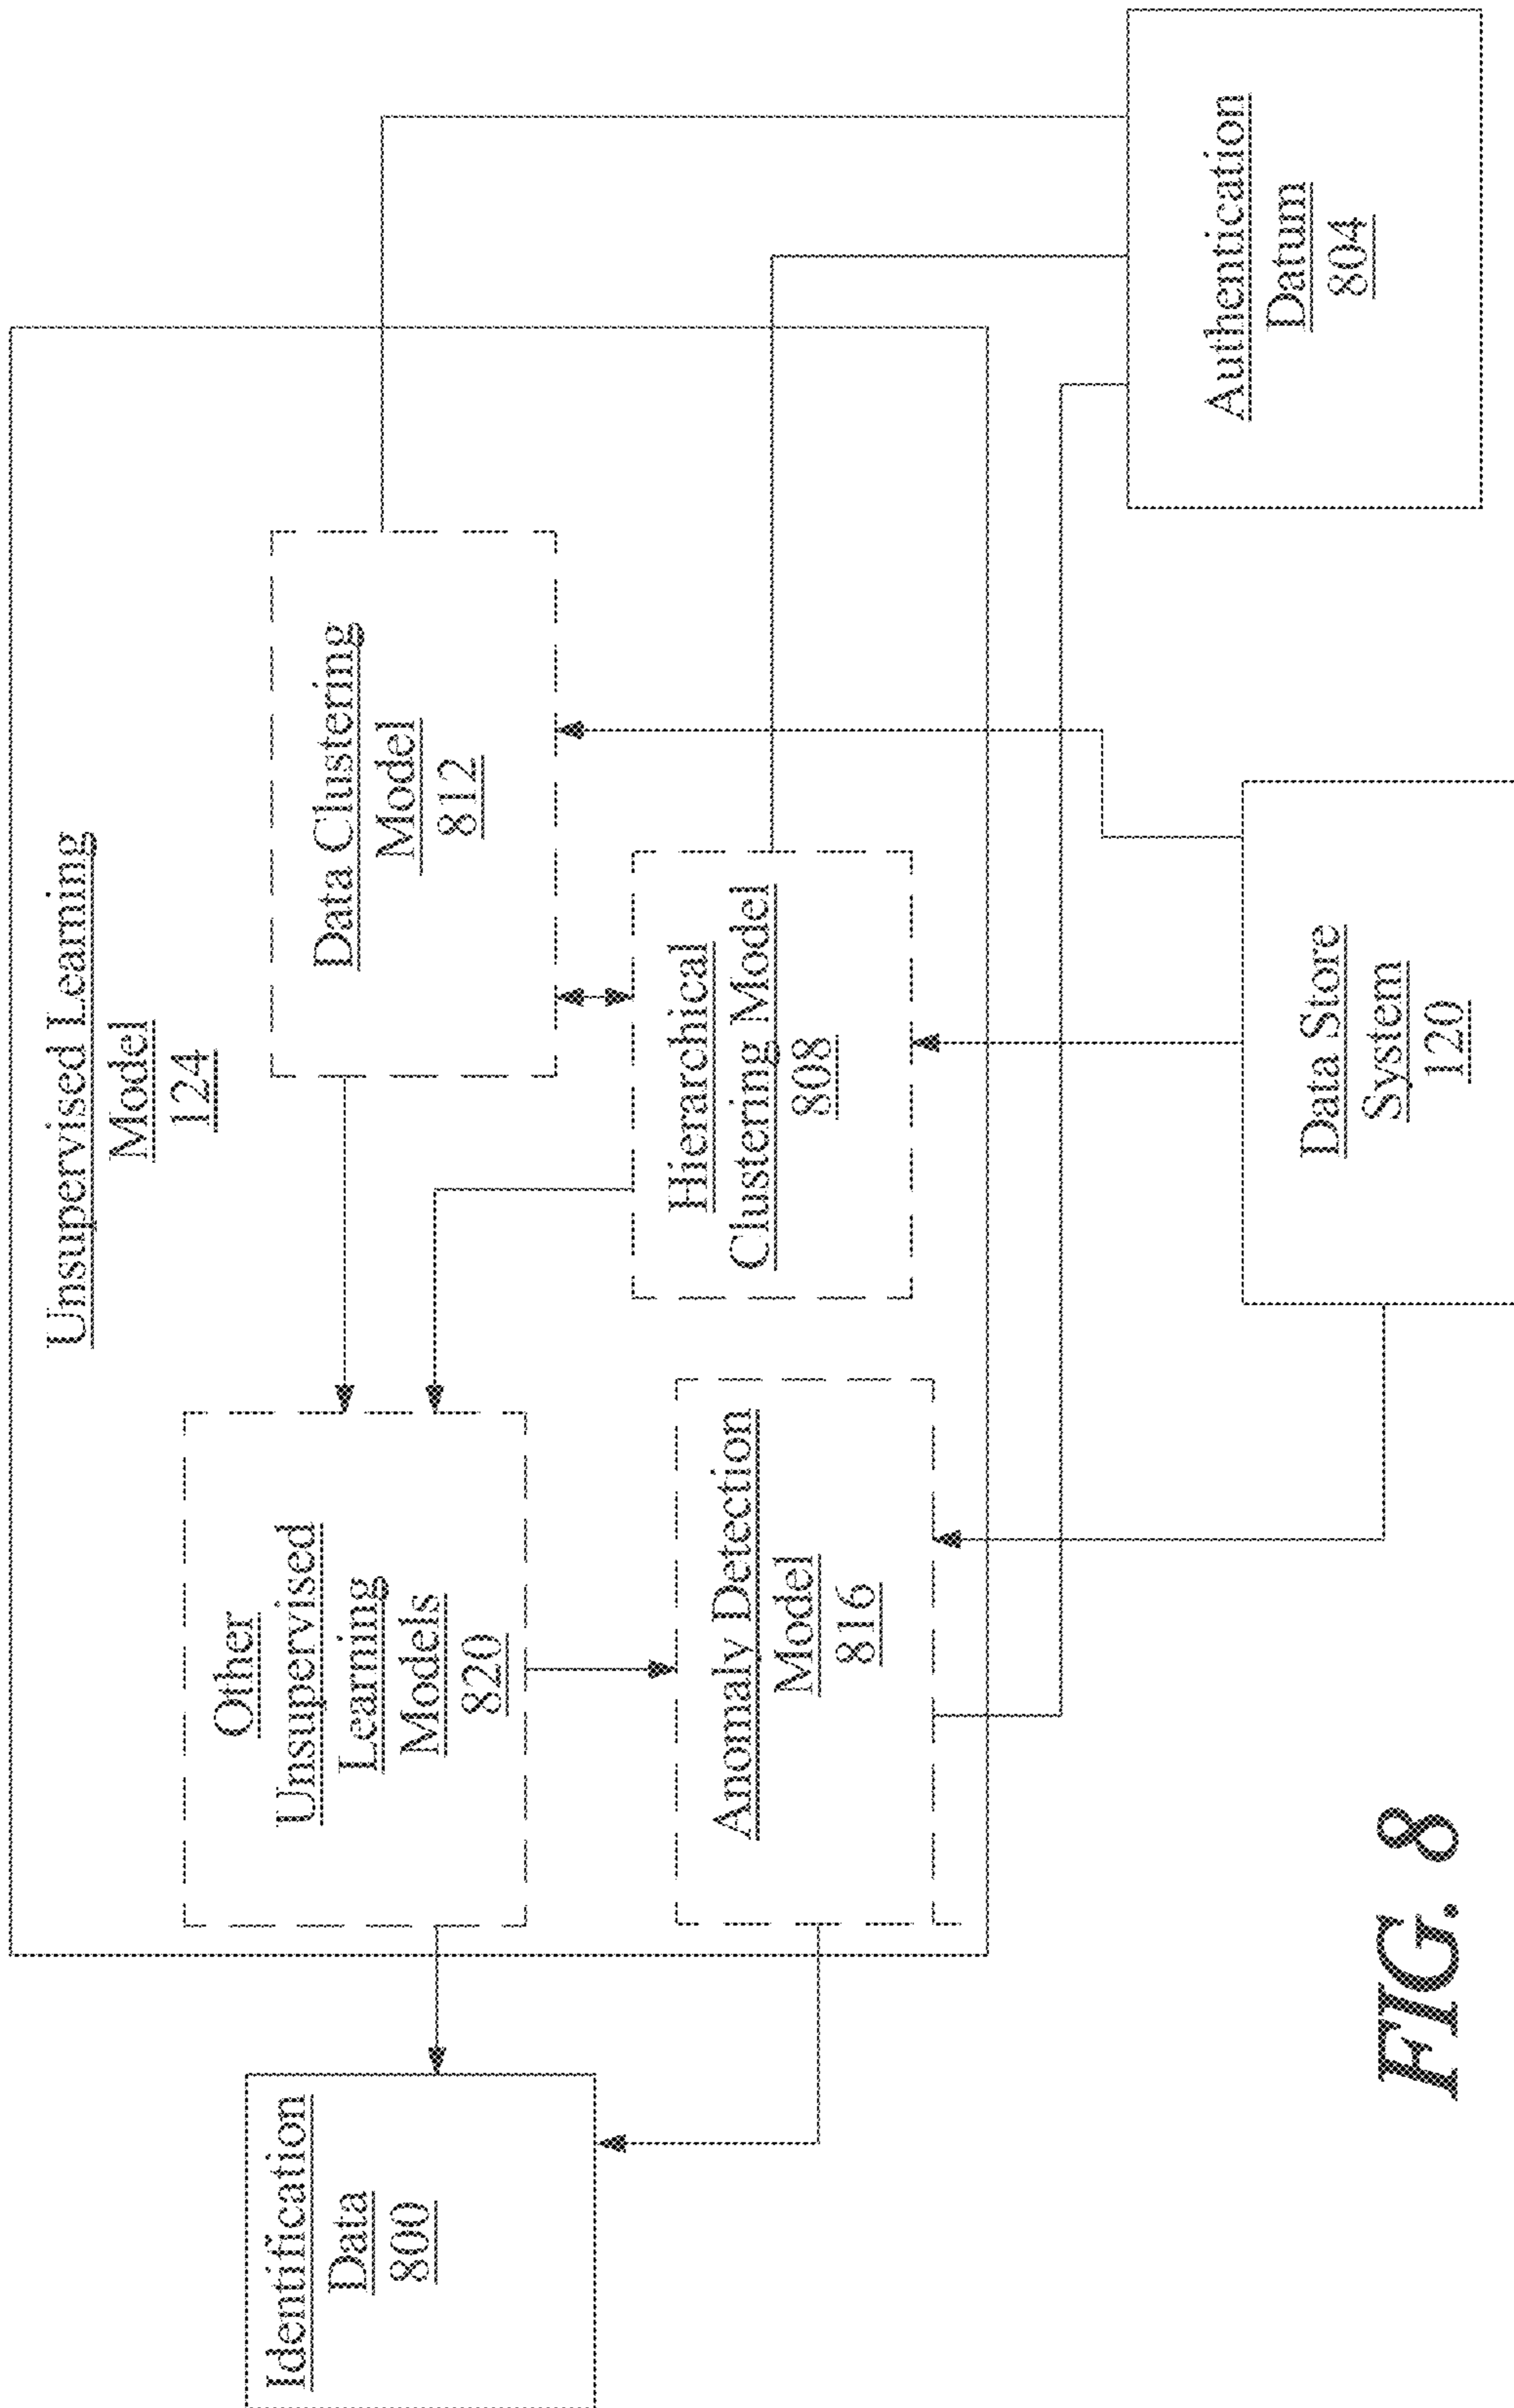 Unsupervised Learning
Model
124
Identification
Data
800
Other
Unsupervised
Learning
Models
820
Data Clustering
Model
812
Anomaly Detection
Model
816
Hierarchical
Clustering Model
808
Data Store
System
120
Authentication
Datum
804
FIG. 8